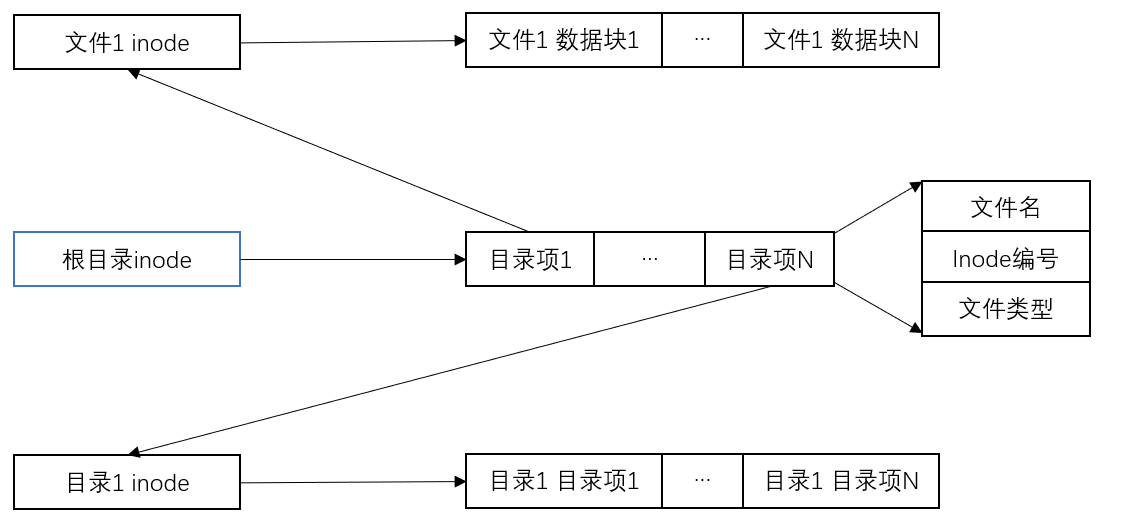 文件1 inode
文件1 数据块1
...
文件1 数据块N
根目录inode
目录项1
...
目录项N
文件名
Inode编号
文件类型
目录1 inode
目录1 目录项1
...
目录1 目录项N